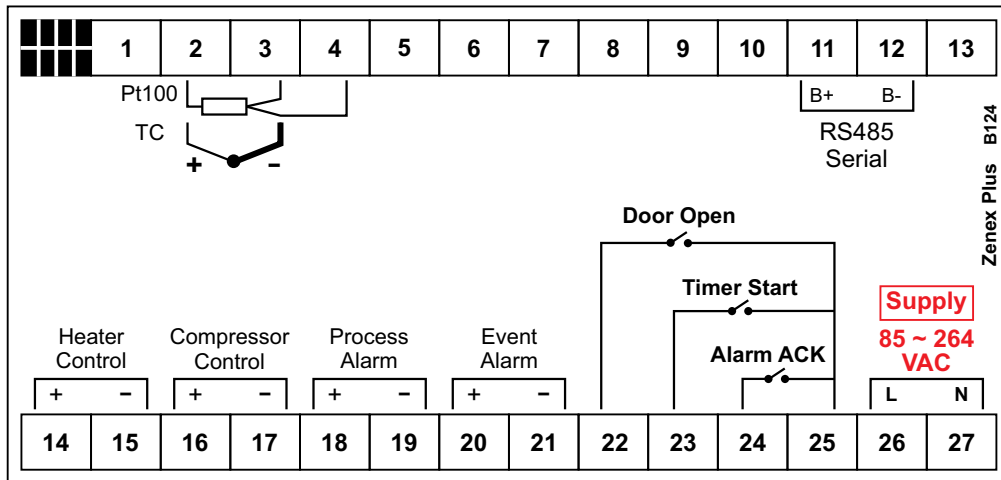 1 2 3 4 5 6 7 8 9 10 11 12 13
Pt100
TC
+ −
B+ B-
RS485
Serial
Zenex Plus B124
Door Open
Timer Start
Alarm ACK
Supply
85 ~ 264
VAC
L N
Heater
Control
+ −
Compressor
Control
+ −
Process
Alarm
+ −
Event
Alarm
+ −
14 15 16 17 18 19 20 21 22 23 24 25 26 27